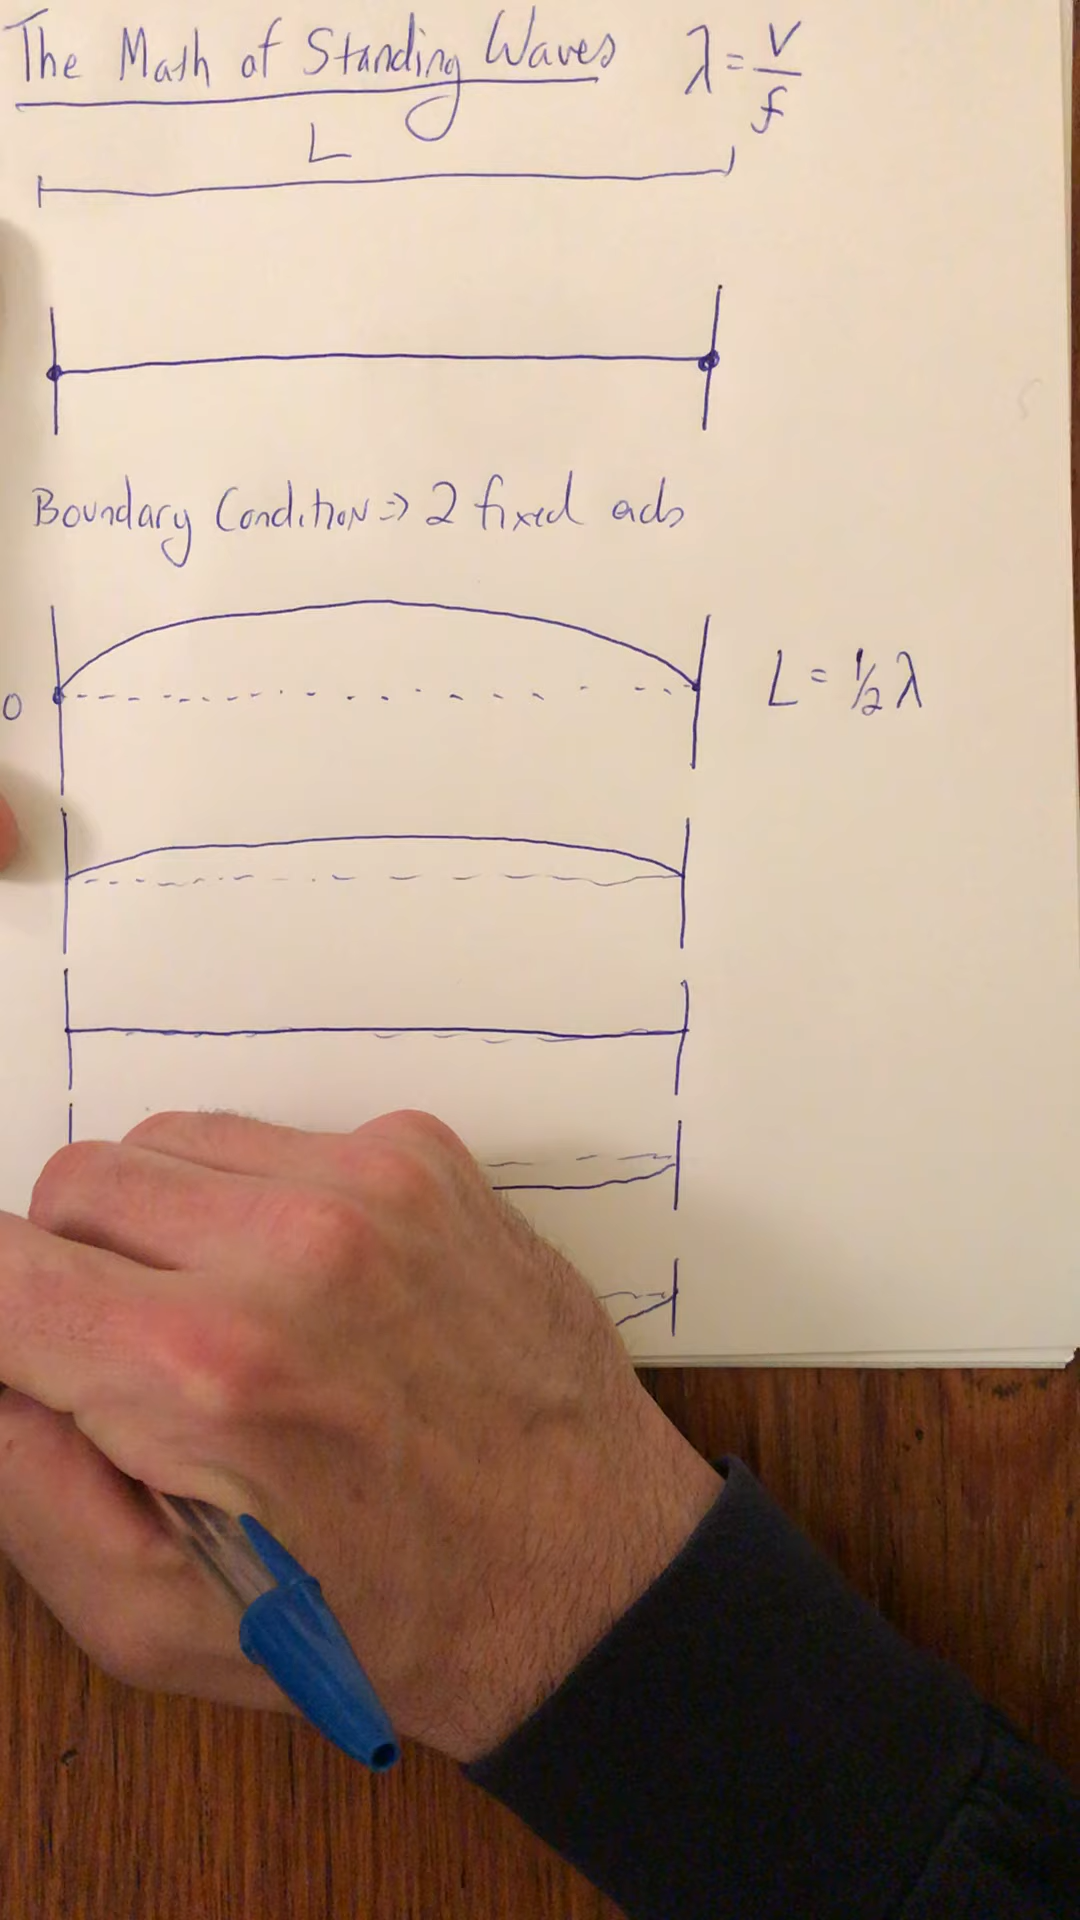 The Math of Standing Waves λ = v/f
L
Boundary Condition => 2 fixed ends
0
L = 1/2 λ